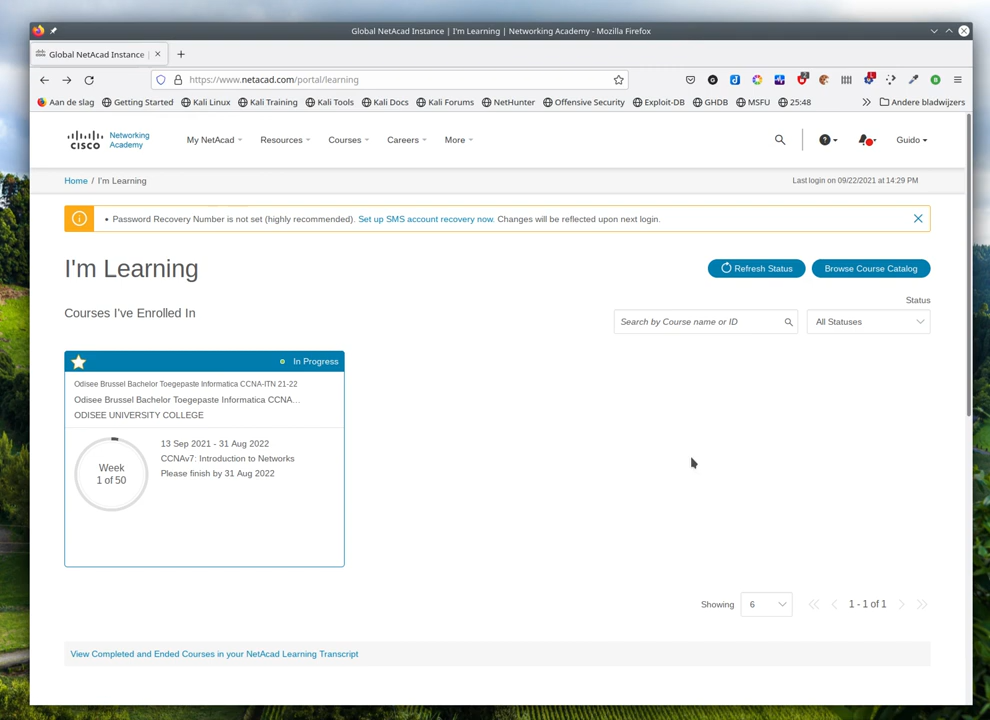 Global NetAcad Instance | I'm Learning | Networking Academy - Mozilla Firefox
Global NetAcad Instance |
https://www.netacad.com/portal/learning
Aan de slag Getting Started Kali Linux Kali Training Kali Tools Kali Docs Kali Forums NetHunter Offensive Security Exploit-DB GHDB MSFU 25:48 Andere bladwijzers
CISCO Networking Academy My NetAcad Resources Courses Careers More Guido
Home / I'm Learning Last login on 09/22/2021 at 14:29 PM
Password Recovery Number is not set (highly recommended). Set up SMS account recovery now. Changes will be reflected upon next login.
I'm Learning Refresh Status Browse Course Catalog
Status
Courses I've Enrolled In
Search by Course name or ID All Statuses
In Progress
Odisee Brussel Bachelor Toegepaste Informatica CCNA-ITN 21-22
Odisee Brussel Bachelor Toegepaste Informatica CCNA...
ODISEE UNIVERSITY COLLEGE
13 Sep 2021 - 31 Aug 2022
CCNAv7: Introduction to Networks
Please finish by 31 Aug 2022
Week
1 of 50
Showing 6 1 - 1 of 1
View Completed and Ended Courses in your NetAcad Learning Transcript